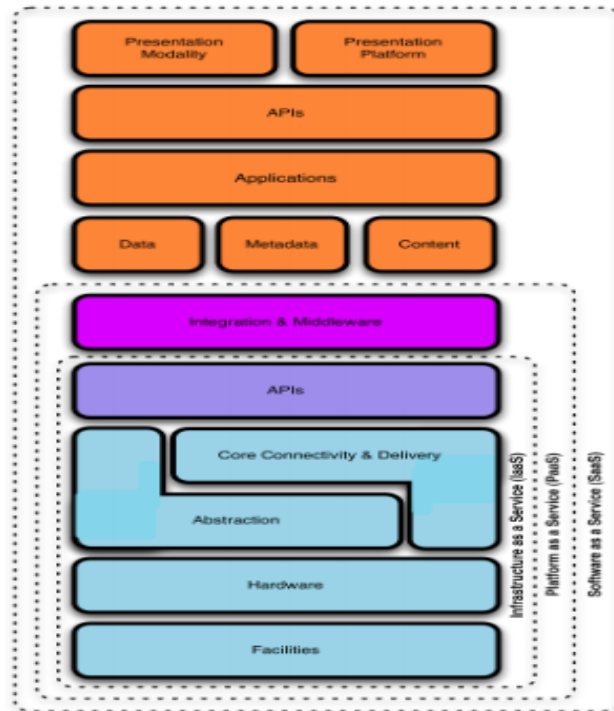 Presentation
Modality
Presentation
Platform
APIs
Applications
Data
Metadata
Content
Integration & Middleware
APIs
Core Connectivity & Delivery
Abstraction
Hardware
Facilities
Infrastructure as a Service (IaaS)
Platform as a Service (PaaS)
Software as a Service (SaaS)